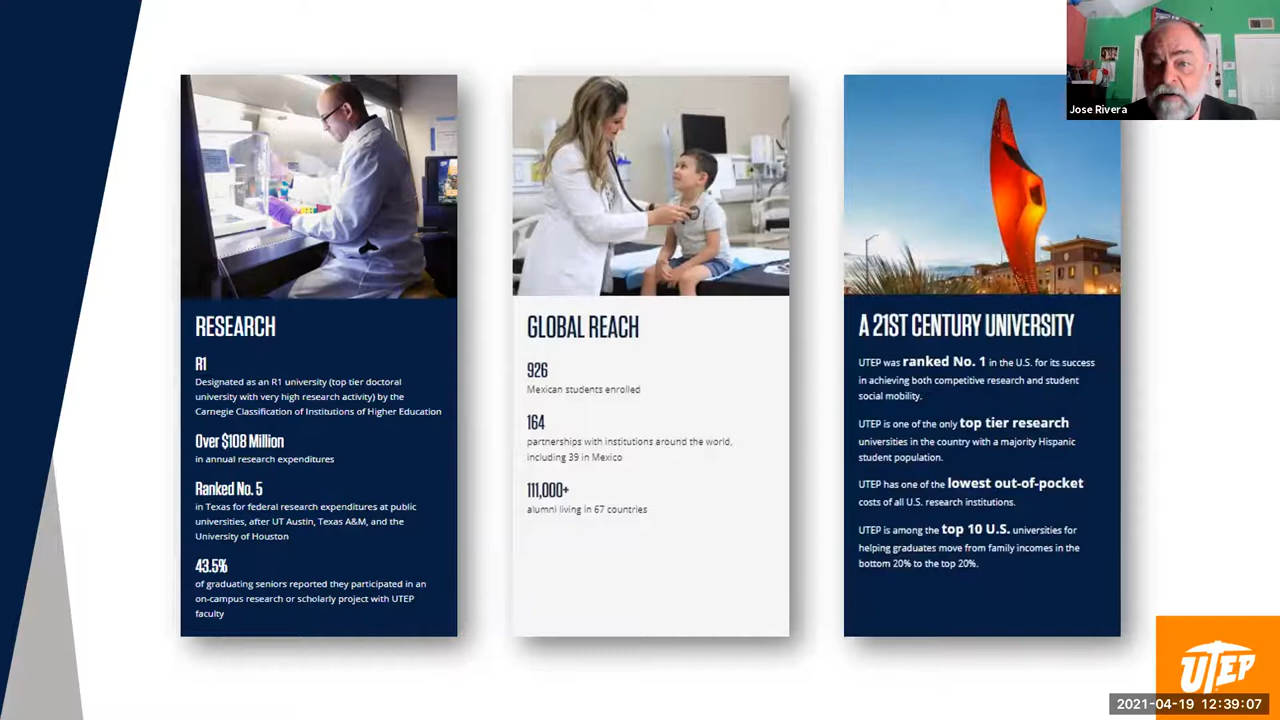 RESEARCH
R1
Designated as an R1 university (top tier doctoral
university with very high research activity) by the
Carnegie Classification of Institutions of Higher Education
Over $108 Million
in annual research expenditures
Ranked No. 5
in Texas for federal research expenditures at public
universities, after UT Austin, Texas A&M, and the
University of Houston
43.5%
of graduating seniors reported they participated in an
on-campus research or scholarly project with UTEP
faculty
GLOBAL REACH
926
Mexican students enrolled
164
partnerships with institutions around the world,
including 39 in Mexico
111,000+
alumni living in 67 countries
A 21ST CENTURY UNIVERSITY
UTEP was ranked No. 1 in the U.S. for its success
in achieving both competitive research and student
social mobility.
UTEP is one of the only top tier research
universities in the country with a majority Hispanic
student population.
UTEP has one of the lowest out-of-pocket
costs of all U.S. research institutions.
UTEP is among the top 10 U.S. universities for
helping graduates move from family incomes in the
bottom 20% to the top 20%.
Jose Rivera
UTEP
2021-04-19 12:39:07